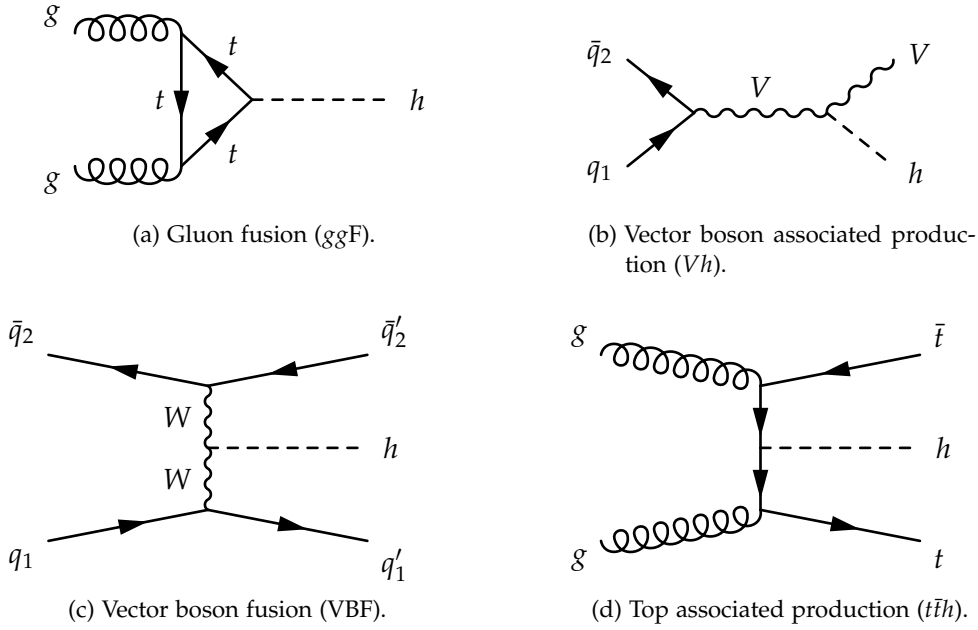 g
t
t
h
t
g
(a) Gluon fusion (ggF).
q̄₂
V
V
q₁
h
(b) Vector boson associated produc-
tion (Vh).
q̄₂
q̄′₂
W
h
W
q₁
q′₁
(c) Vector boson fusion (VBF).
g
t̄
h
g
t
(d) Top associated production (tt̄h).